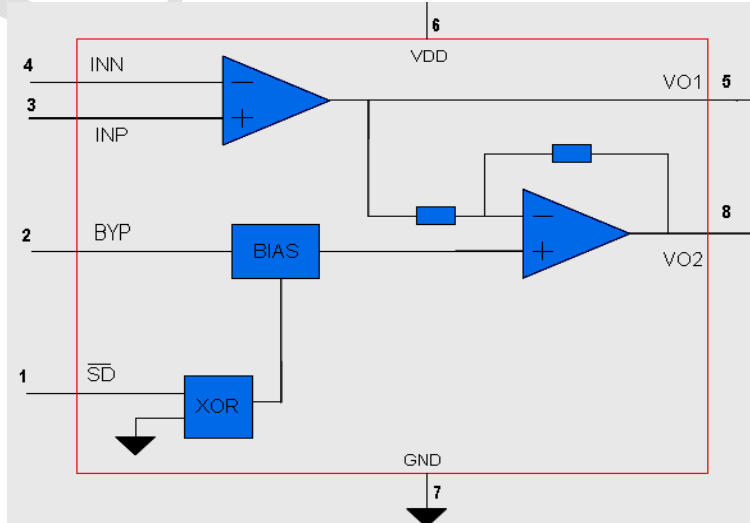 6
VDD
4 INN
VO1 5
3
INP
8
2 BYP
BIAS
VO2
1 SD
XOR
GND
7